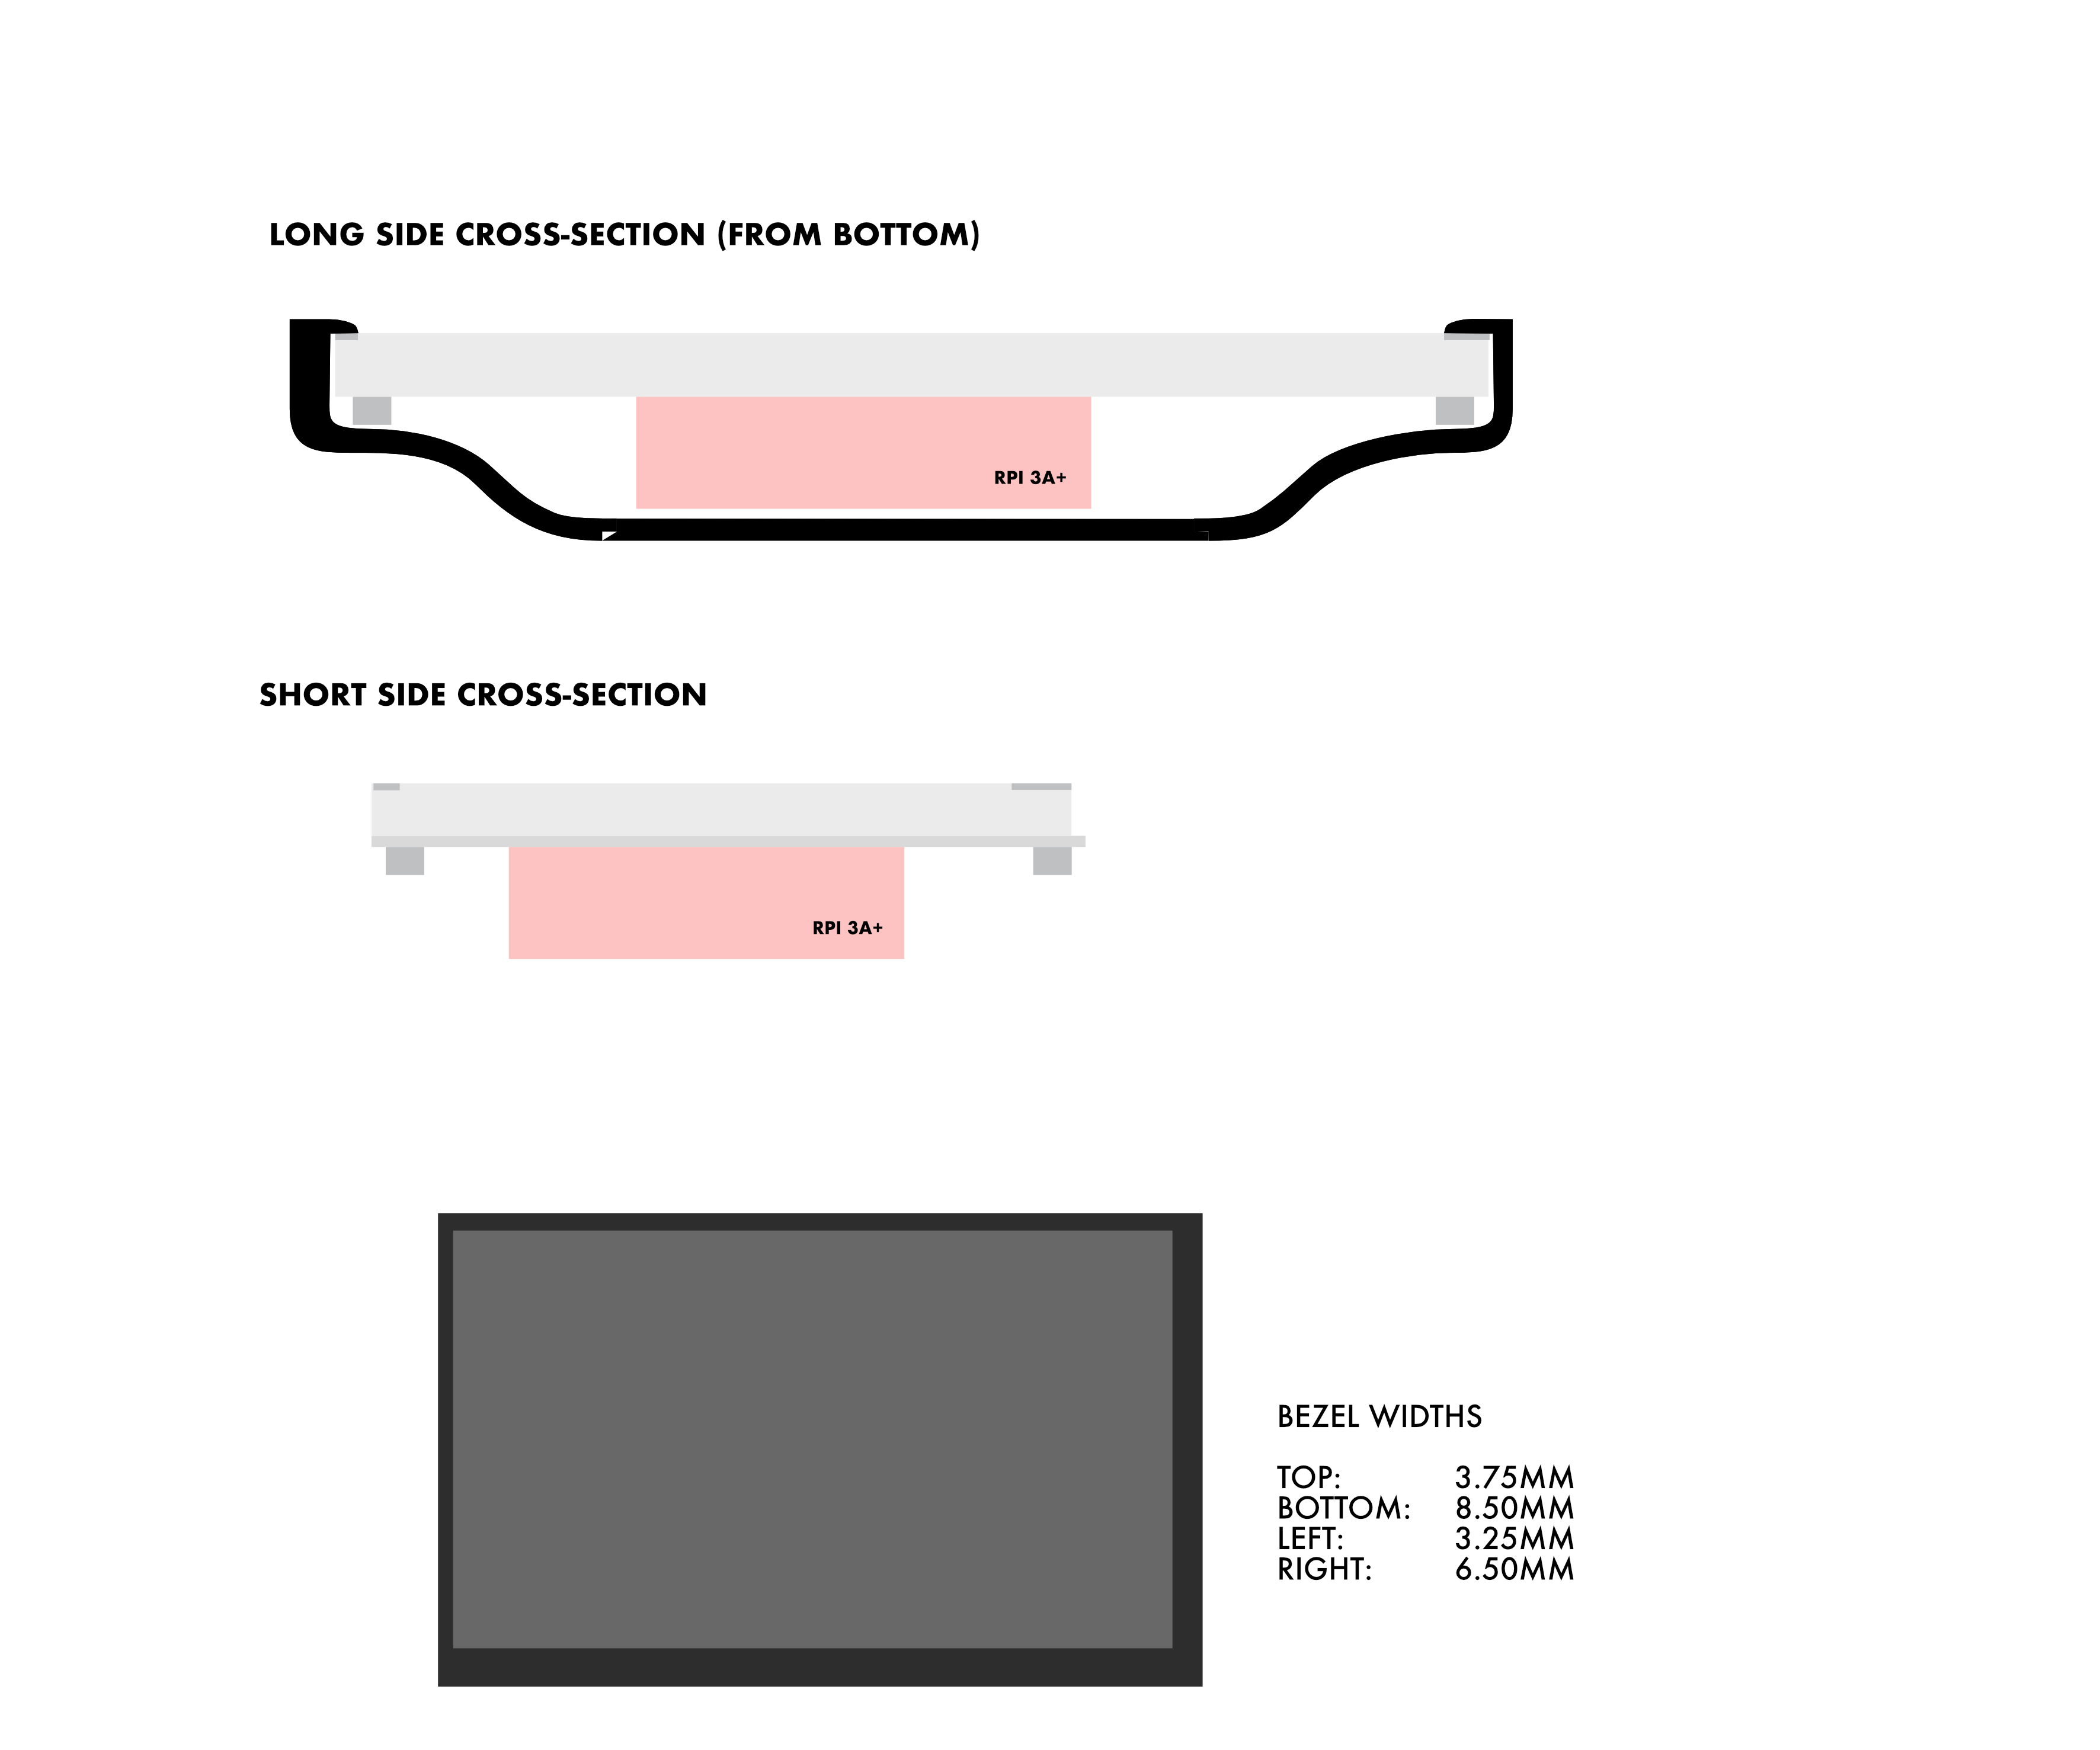 LONG SIDE CROSS-SECTION (FROM BOTTOM)
RPI 3A+
SHORT SIDE CROSS-SECTION
RPI 3A+
BEZEL WIDTHS
TOP: 3.75MM
BOTTOM: 8.50MM
LEFT: 3.25MM
RIGHT: 6.50MM